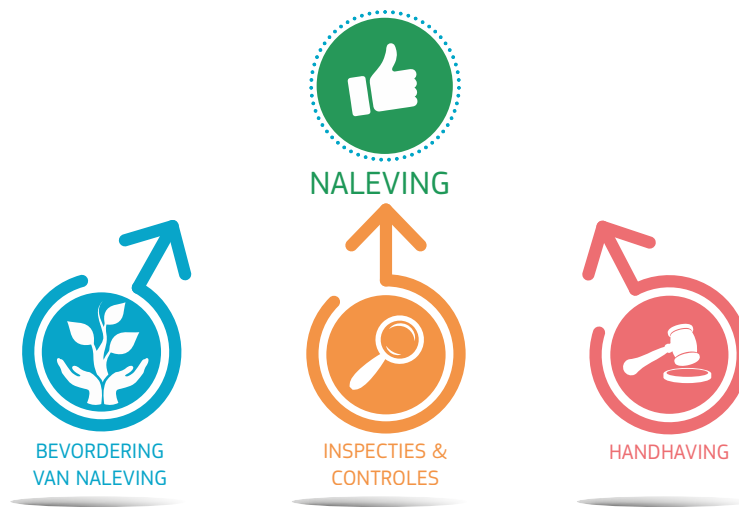 NALEVING
BEVORDERING
VAN NALEVING
INSPECTIES &
CONTROLES
HANDHAVING